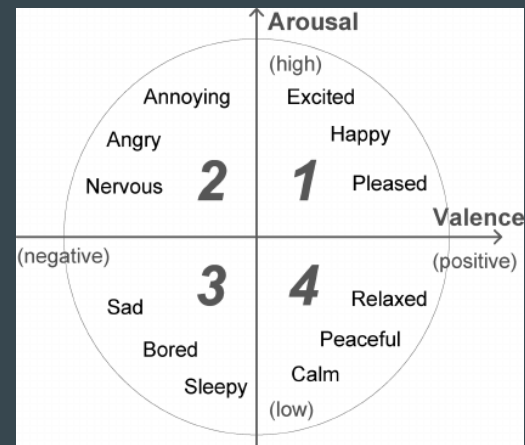 Arousal
(high)
Annoying
Excited
Angry
Happy
2
1
Nervous
Pleased
Valence
(negative)
(positive)
3
4
Sad
Relaxed
Bored
Peaceful
Sleepy
Calm
(low)